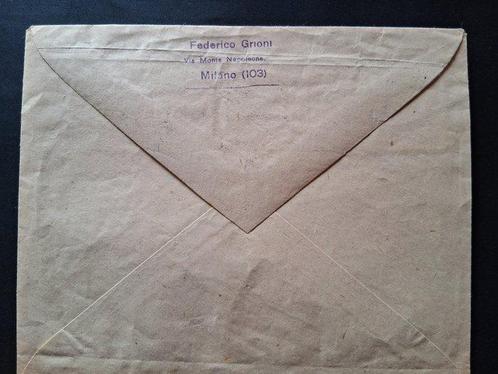 Federico Grioni
Via Monte Napoleone,
Milano (103)